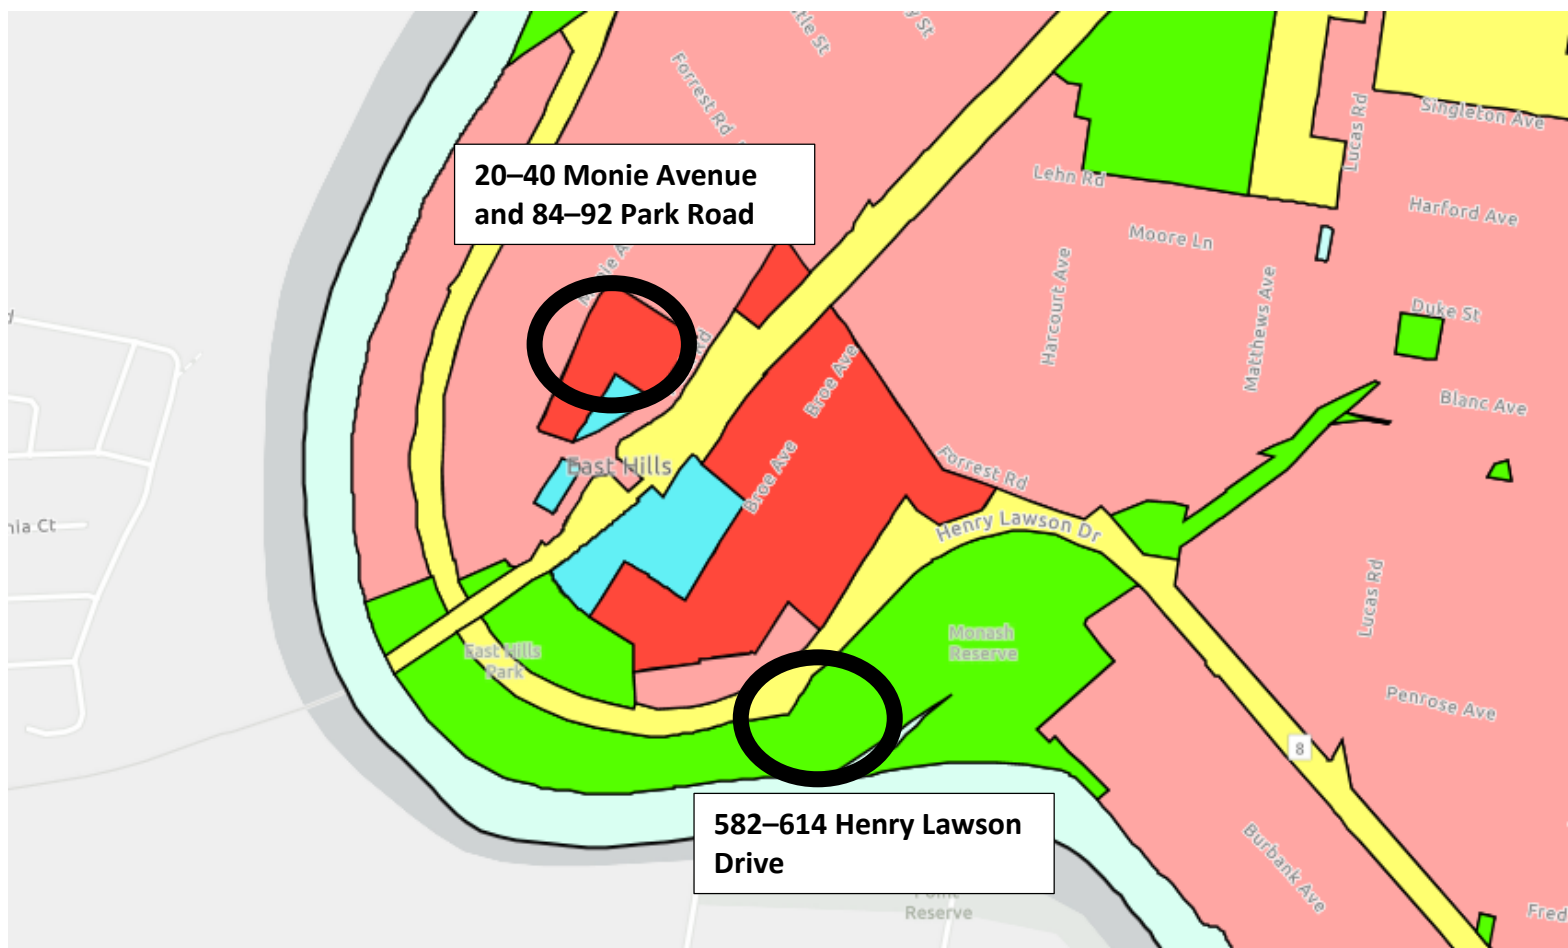 Forrest Rd
Singleton Ave
Lucas Rd
20–40 Monie Avenue
and 84–92 Park Road
Lehn Rd
Harford Ave
Moore Ln
Harcourt Ave
Matthews Ave
Duke St
Rd
Broe Ave
Blanc Ave
East Hills
Broe Ave
Forrest Rd
Henry Lawson Dr
nia Ct
Lucas Rd
Monash
Reserve
East Hills
Park
Penrose Ave
8
582–614 Henry Lawson
Drive
Burbank Ave
Reserve
Fred